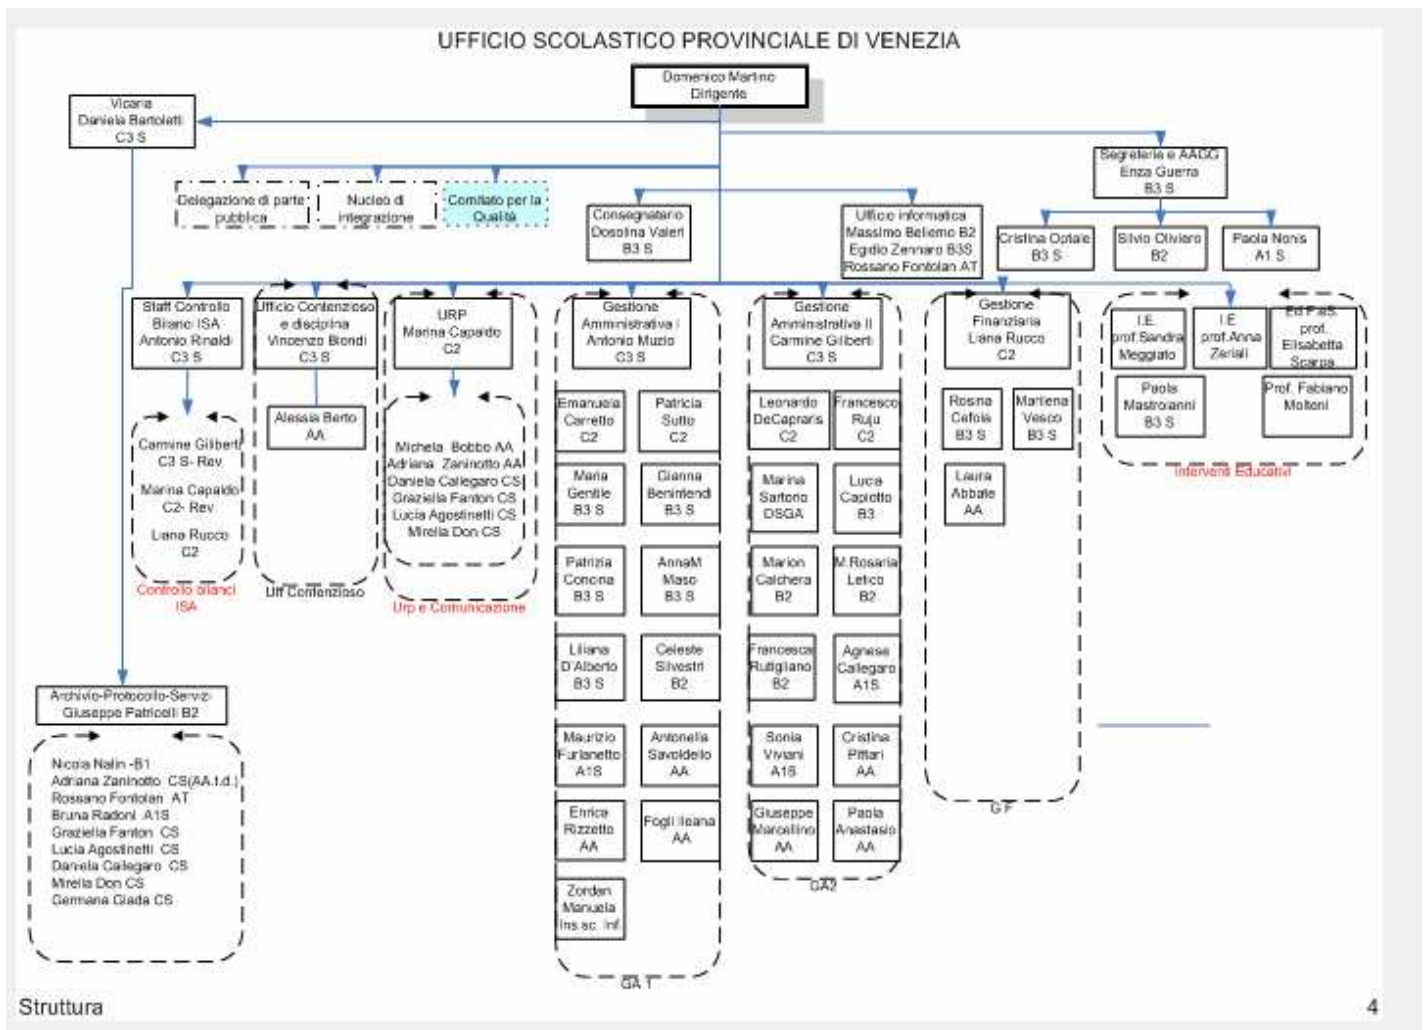 UFFICIO SCOLASTICO PROVINCIALE DI VENEZIA
Domenico Martino
Dirigente
Vicaria
Daniela Bartoletti
C3 S
Segreteria e AAGG
Enza Guerra
B3 S
Delegazione di parte
pubblica
Nucleo di
integrazione
Comitato per la
Qualità
Consegnatario
Dosolina Valeri
B3 S
Ufficio informatica
Massimo Bellemo B2
Egidio Zennaro B3S
Rossano Fontolan AT
Cristina Optale
B3 S
Silvio Oliviero
B2
Paola Nonis
A1 S
Staff Controllo
Bilanci ISA
Antonio Rinaldi
C3 S
Ufficio Contenzioso
e disciplina
Vincenzo Biondi
C3 S
URP
Marina Capaldo
C2
Gestione
Amministrativa I
Antonio Muzio
C3 S
Gestione
Amministrativa II
Carmine Giliberti
C3 S
Gestione
Finanziaria
Liana Rucco
C2
I.E.
prof.Sandra
Meggiato
I.E
prof.Anna
Zeriali
Ed.F.eS.
prof.
Elisabetta
Scarpa
Paola
Mastroianni
B3 S
Prof. Fabiano
Molteni
Interventi Educativi
Carmine Giliberti
C3 S- Rev
Marina Capaldo
C2- Rev
Liana Rucco
C2
Controllo bilanci
ISA
Alessia Berto
AA
Uff Contenzioso
Michela Bobbo AA
Adriana Zaninotto AA
Daniela Callegaro CS
Graziella Fanton CS
Lucia Agostinetti CS
Mirella Don CS
Urp e Comunicazione
Emanuela
Carretto
C2
Patricia
Sutto
C2
Maria
Gentile
B3 S
Gianna
Benintendi
B3 S
Patrizia
Concina
B3 S
AnnaM
Maso
B3 S
Liliana
D'Alberto
B3 S
Celeste
Silvestri
B2
Maurizio
Furlanetto
A1S
Antonella
Savoldello
AA
Enrica
Rizzetto
AA
Fogli Ileana
AA
Zordan
Manuela
Ins.sc. inf.
GA 1
Leonardo
DeCapraris
C2
Francesco
Ruju
C2
Marina
Sartorio
DSGA
Lucia
Capiotto
B3
Marion
Calchera
B2
M.Rosaria
Letico
B2
Francesca
Rutigliano
B2
Agnese
Callegaro
A1S
Sonia
Viviani
A1S
Cristina
Pittari
AA
Giuseppe
Marcellino
AA
Paola
Anastasio
AA
GA2
Rosina
Cefola
B3 S
Marilena
Vesco
B3 S
Laura
Abbate
AA
G F
Archivio-Protocollo-Servizi
Giuseppe Patricelli B2
Nicola Nalin -B1
Adriana Zaninotto CS(AA.t.d.)
Rossano Fontolan AT
Bruna Radoni A1S
Graziella Fanton CS
Lucia Agostinetti CS
Daniela Callegaro CS
Mirella Don CS
Germana Giada CS
Struttura
4